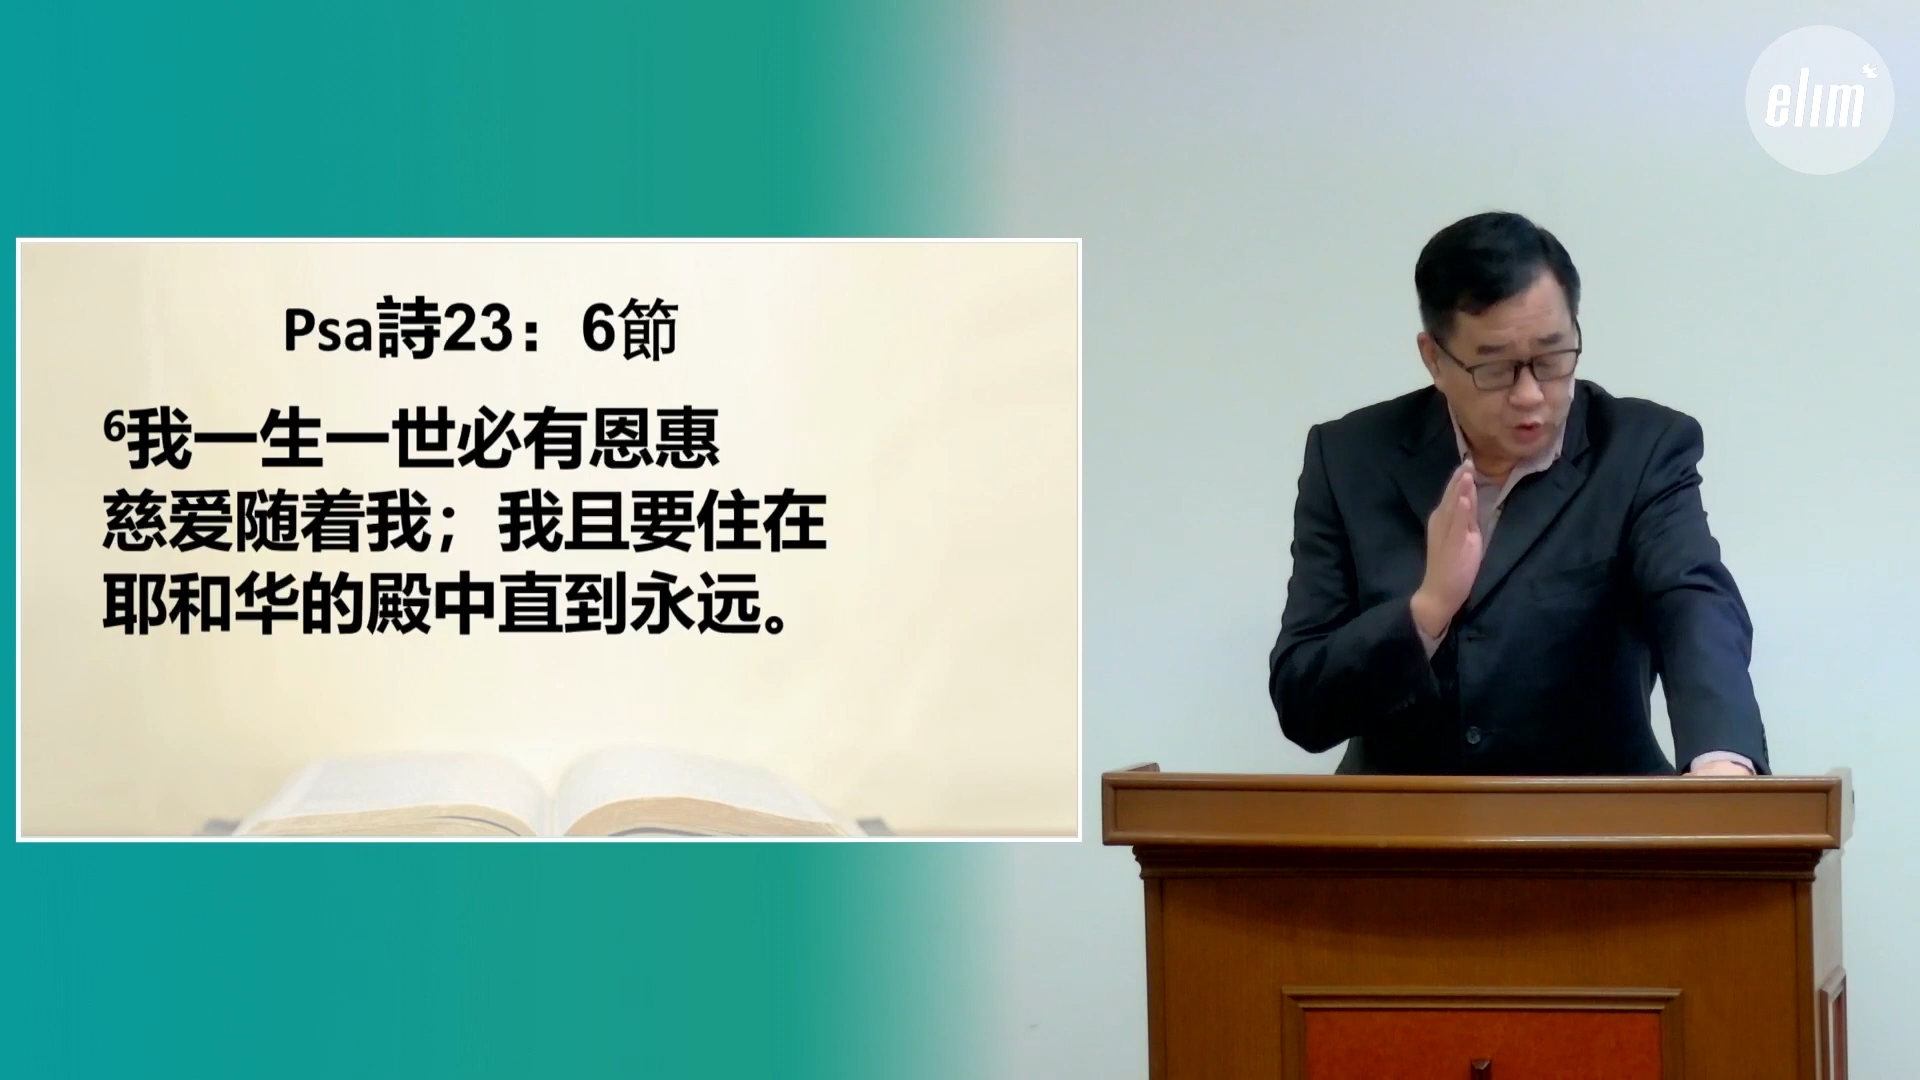 elim
Psa詩23：6節
6我一生一世必有恩惠
慈爱随着我；我且要住在
耶和华的殿中直到永远。